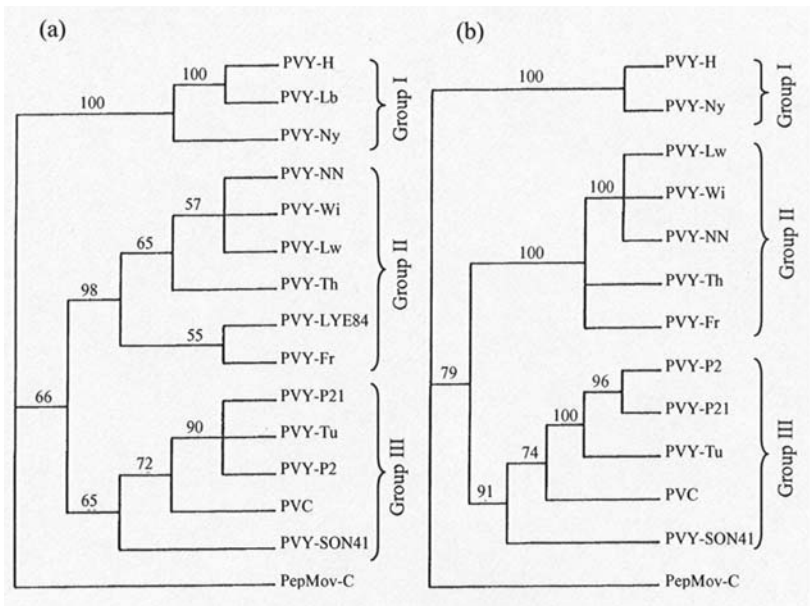 (a)
100
100
PVY-H
PVY-Lb
PVY-Ny
Group I
66
98
65
57
PVY-NN
PVY-Wi
PVY-Lw
PVY-Th
55
PVY-LYE84
PVY-Fr
Group II
65
72
90
PVY-P21
PVY-Tu
PVY-P2
PVC
PVY-SON41
Group III
PepMov-C
(b)
100
PVY-H
PVY-Ny
Group I
79
100
100
PVY-Lw
PVY-Wi
PVY-NN
PVY-Th
PVY-Fr
Group II
91
74
100
96
PVY-P2
PVY-P21
PVY-Tu
PVC
PVY-SON41
Group III
PepMov-C